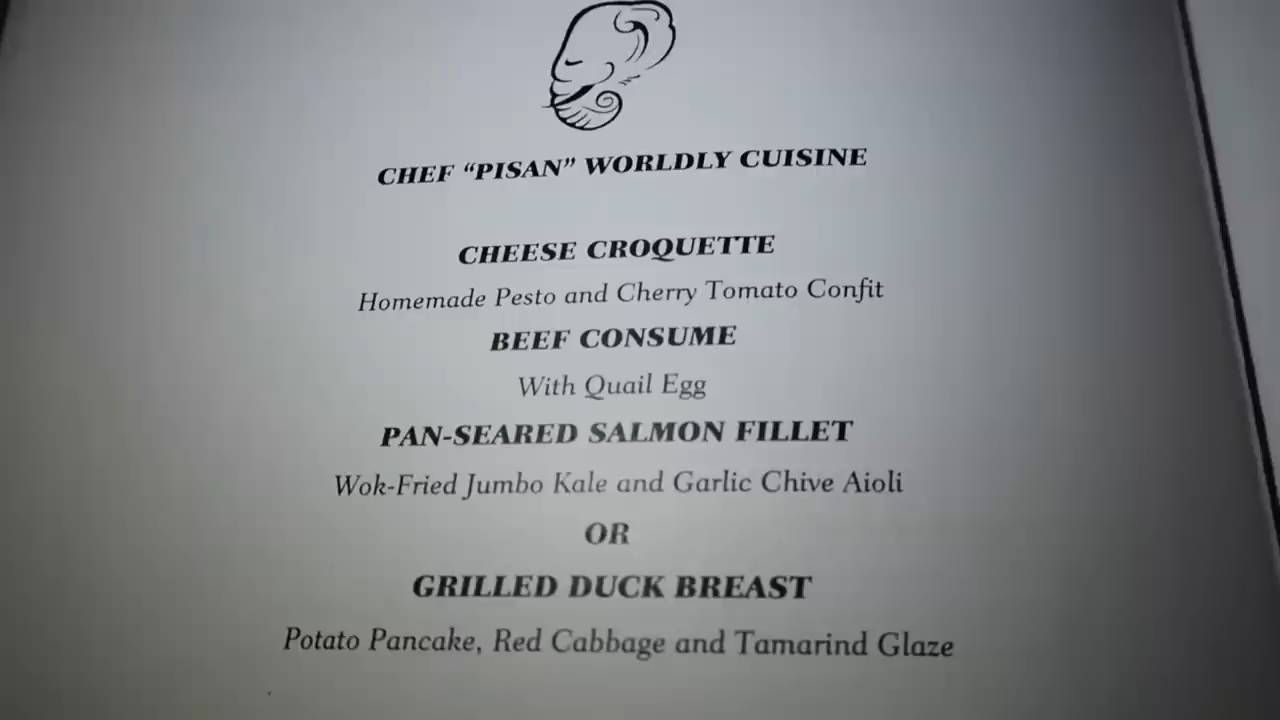 CHEF “PISAN” WORLDLY CUISINE
CHEESE CROQUETTE
Homemade Pesto and Cherry Tomato Confit
BEEF CONSUME
With Quail Egg
PAN-SEARED SALMON FILLET
Wok-Fried Jumbo Kale and Garlic Chive Aioli
OR
GRILLED DUCK BREAST
Potato Pancake, Red Cabbage and Tamarind Glaze